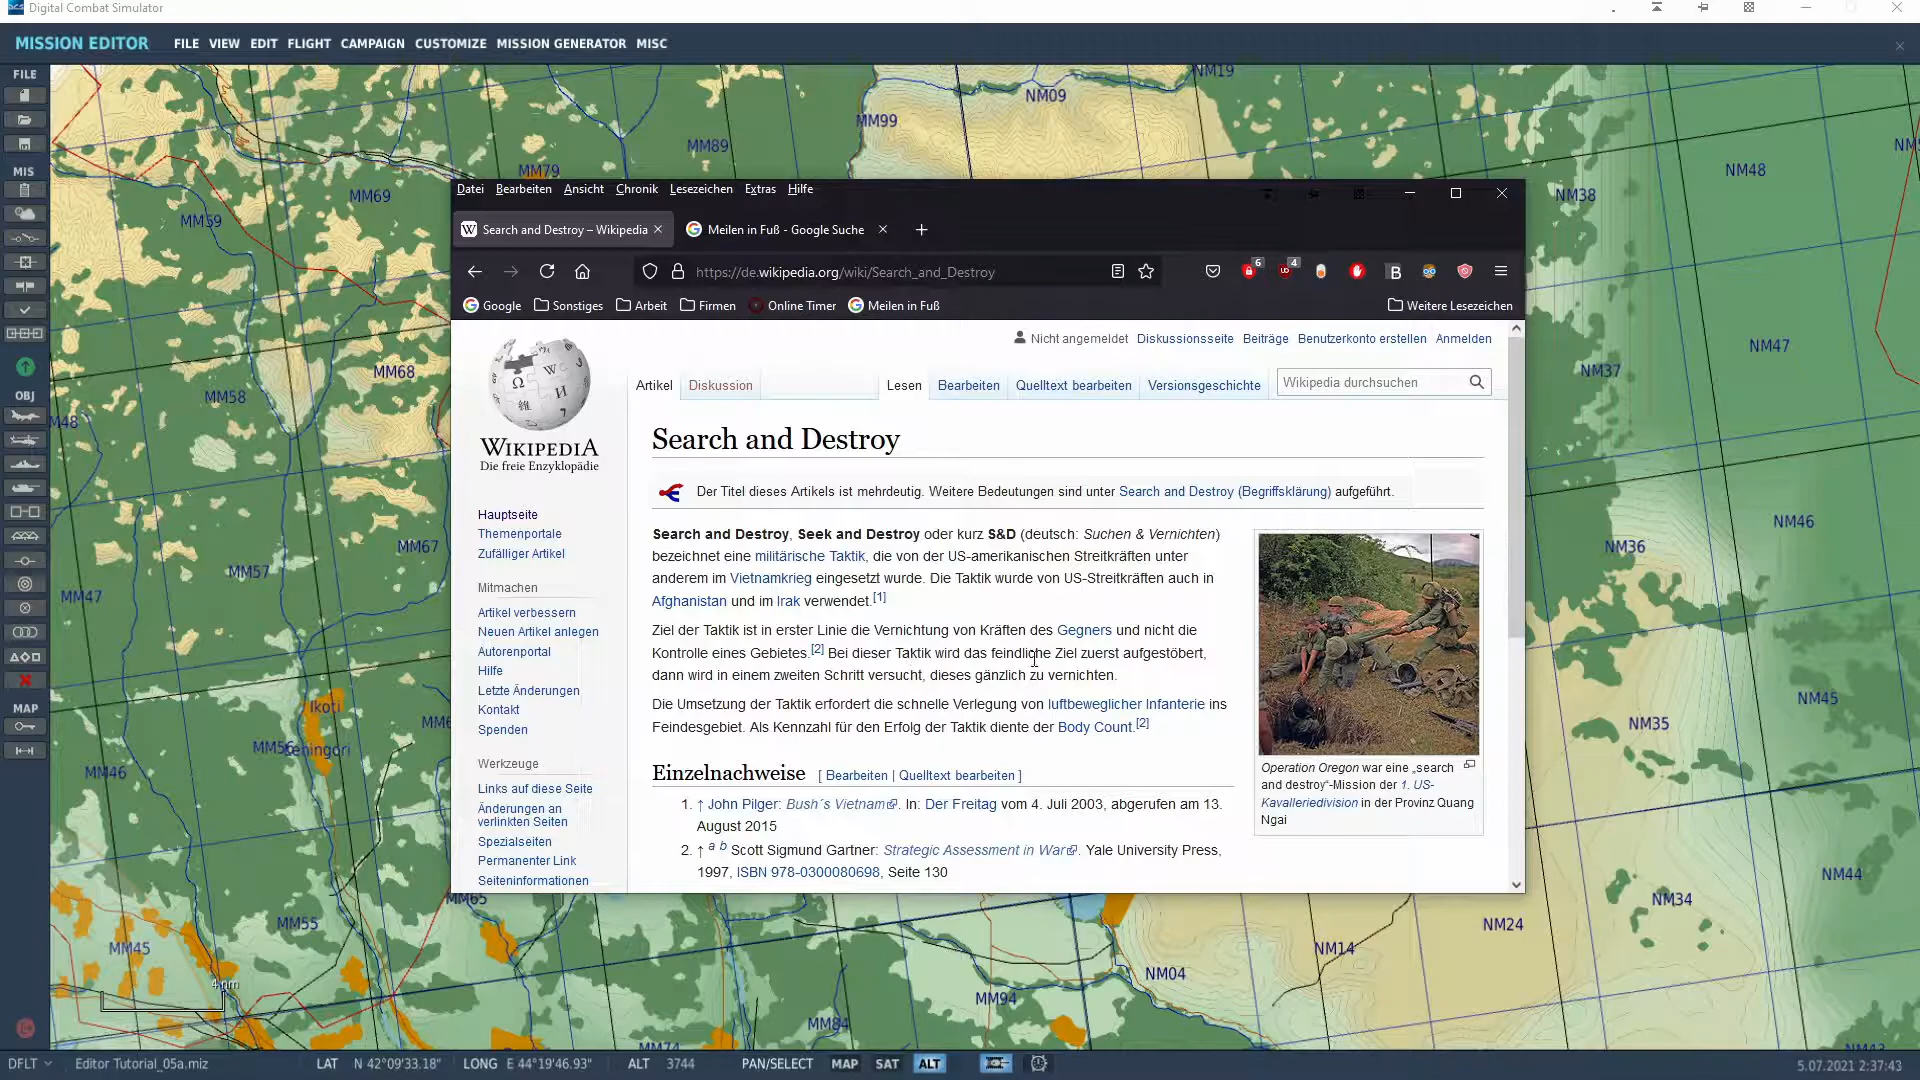 Digital Combat Simulator
MISSION EDITOR FILE VIEW EDIT FLIGHT CAMPAIGN CUSTOMIZE MISSION GENERATOR MISC
FILE
MIS
OBJ
MAP
NM19
NM09
MM99
MM89
MM79
MM69
MM59
NM48
NM38
NM47
NM37
MM68
MM58
NM46
NM36
MM67
MM57
MM47
NM45
NM35
Ikoti
MM56
MM46
NM44
NM34
MM65
MM55
NM24
MM45
NM14
NM04
MM94
MM84
MM74
4 nm
Datei Bearbeiten Ansicht Chronik Lesezeichen Extras Hilfe
Search and Destroy – Wikipedia Meilen in Fuß - Google Suche
https://de.wikipedia.org/wiki/Search_and_Destroy 6 4
Google Sonstiges Arbeit Firmen Online Timer Meilen in Fuß Weitere Lesezeichen
Nicht angemeldet Diskussionsseite Beiträge Benutzerkonto erstellen Anmelden
Artikel Diskussion Lesen Bearbeiten Quelltext bearbeiten Versionsgeschichte Wikipedia durchsuchen
WIKIPEDIA
Die freie Enzyklopädie
Hauptseite
Themenportale
Zufälliger Artikel
Mitmachen
Artikel verbessern
Neuen Artikel anlegen
Autorenportal
Hilfe
Letzte Änderungen
Kontakt
Spenden
Werkzeuge
Links auf diese Seite
Änderungen an
verlinkten Seiten
Spezialseiten
Permanenter Link
Seiteninformationen
Search and Destroy
Der Titel dieses Artikels ist mehrdeutig. Weitere Bedeutungen sind unter Search and Destroy (Begriffsklärung) aufgeführt.
Search and Destroy, Seek and Destroy oder kurz S&D (deutsch: Suchen & Vernichten)
bezeichnet eine militärische Taktik, die von der US-amerikanischen Streitkräften unter
anderem im Vietnamkrieg eingesetzt wurde. Die Taktik wurde von US-Streitkräften auch in
Afghanistan und im Irak verwendet.[1]
Ziel der Taktik ist in erster Linie die Vernichtung von Kräften des Gegners und nicht die
Kontrolle eines Gebietes.[2] Bei dieser Taktik wird das feindliche Ziel zuerst aufgestöbert,
dann wird in einem zweiten Schritt versucht, dieses gänzlich zu vernichten.
Die Umsetzung der Taktik erfordert die schnelle Verlegung von luftbeweglicher Infanterie ins
Feindesgebiet. Als Kennzahl für den Erfolg der Taktik diente der Body Count.[2]
Operation Oregon war eine „search
and destroy“-Mission der 1. US-
Kavalleriedivision in der Provinz Quang
Ngai
Einzelnachweise [ Bearbeiten | Quelltext bearbeiten ]
1. ↑ John Pilger: Bush´s Vietnam. In: Der Freitag vom 4. Juli 2003, abgerufen am 13.
August 2015
2. ↑ a b Scott Sigmund Gartner: Strategic Assessment in War. Yale University Press,
1997, ISBN 978-0300080698, Seite 130
DFLT Editor Tutorial_05a.miz LAT N 42°09'33.18" LONG E 44°19'46.93" ALT 3744 PAN/SELECT MAP SAT ALT 5.07.2021 2:37:43